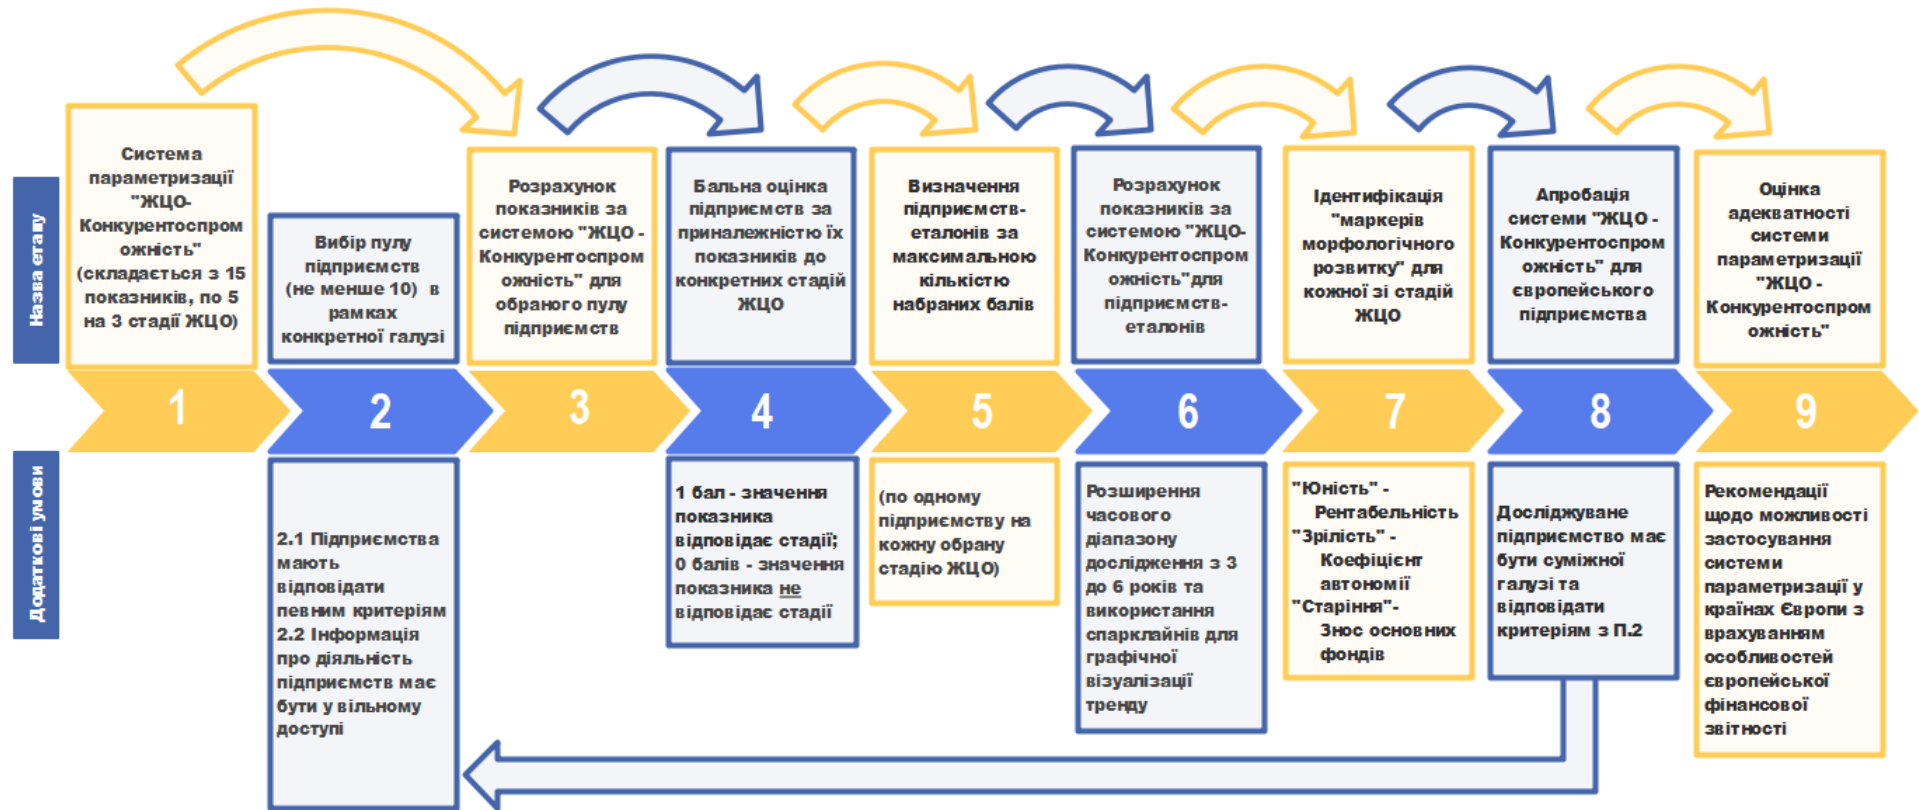 Назва етапу
Система
параметризації
"ЖЦО-
Конкурентоспром
ожність"
(складається з 15
показників, по 5
на 3 стадії ЖЦО)
Вибір пулу
підприємств
(не менше 10) в
рамках
конкретної галузі
Розрахунок
показників за
системою "ЖЦО -
Конкурентоспром
ожність" для
обраного пулу
підприємств
Бальна оцінка
підприємств за
приналежністю їх
показників до
конкретних стадій
ЖЦО
Визначення
підприємств-
еталонів за
максимальною
кількістю
набраних балів
Розрахунок
показників за
системою "ЖЦО-
Конкурентоспром
ожність"для
підприємств-
еталонів
Ідентифікація
"маркерів
морфологічного
розвитку" для
кожної зі стадій
ЖЦО
Апробація
системи "ЖЦО -
Конкурентоспром
ожність" для
європейського
підприємства
Оцінка
адекватності
системи
параметризації
"ЖЦО -
Конкурентоспром
ожність"
1
2
3
4
5
6
7
8
9
Додаткові умови
2.1 Підприємства
мають
відповідати
певним критеріям
2.2 Інформація
про діяльність
підприємств має
бути у вільному
доступі
1 бал - значення
показника
відповідає стадії;
0 балів - значення
показника не
відповідає стадії
(по одному
підприємству на
кожну обрану
стадію ЖЦО)
Розширення
часового
діапазону
дослідження з 3
до 6 років та
використання
спарклайнів для
графічної
візуалізації
тренду
"Юність" -
Рентабельність
"Зрілість" -
Коефіцієнт
автономії
"Старіння"-
Знос основних
фондів
Досліджуване
підприємство має
бути суміжної
галузі та
відповідати
критеріям з П.2
Рекомендації
щодо можливості
застосування
системи
параметризації у
країнах Європи з
врахуванням
особливостей
європейської
фінансової
звітності